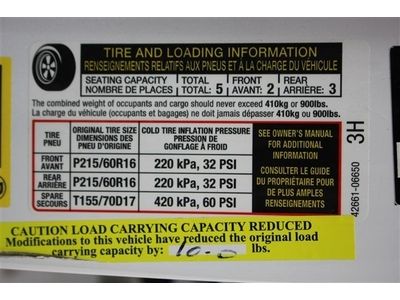 TIRE AND LOADING INFORMATION
RENSEIGNEMENTS RELATIFS AUX PNEUS ET À LA CHARGE DU VÉHICULE
SEATING CAPACITY TOTAL FRONT REAR
NOMBRE DE PLACES TOTAL: 5 AVANT: 2 ARRIÈRE: 3
The combined weight of occupants and cargo should never exceed 410kg or 900lbs.
La charge du véhicule (occupants et bagages) ne doit jamais dépasser 410kg ou 900lbs.
TIRE ORIGINAL TIRE SIZE COLD TIRE INFLATION PRESSURE
PNEU DIMENSIONS DES PNEUS D'ORIGINE PRESSION DE GONFLAGE À FROID
FRONT AVANT P215/60R16 220 kPa, 32 PSI
REAR ARRIÈRE P215/60R16 220 kPa, 32 PSI
SPARE SECOURS T155/70D17 420 kPa, 60 PSI
SEE OWNER'S MANUAL
FOR ADDITIONAL
INFORMATION
CONSULTER LE GUIDE
DU PROPRIÉTAIRE POUR
DE PLUS AMPLES
RENSEIGNEMENTS
3H
42661-06650
CAUTION LOAD CARRYING CAPACITY REDUCED
Modifications to this vehicle have reduced the original load
carrying capacity by: lbs.